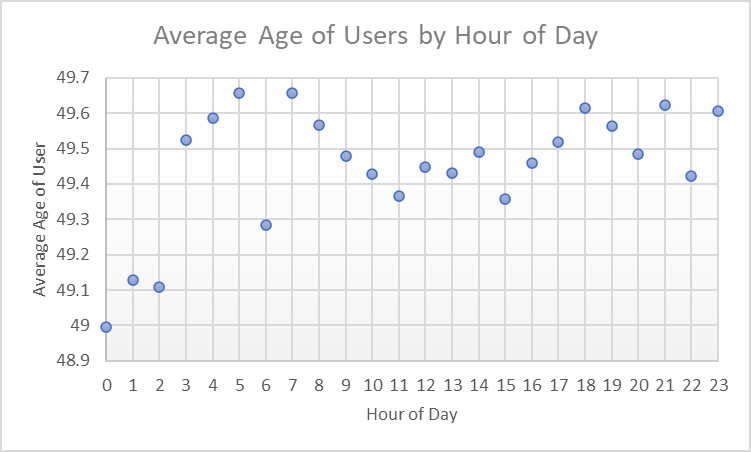 Average Age of Users by Hour of Day
Average Age of User
49.7
49.6
49.5
49.4
49.3
49.2
49.1
49
48.9
0 1 2 3 4 5 6 7 8 9 10 11 12 13 14 15 16 17 18 19 20 21 22 23
Hour of Day